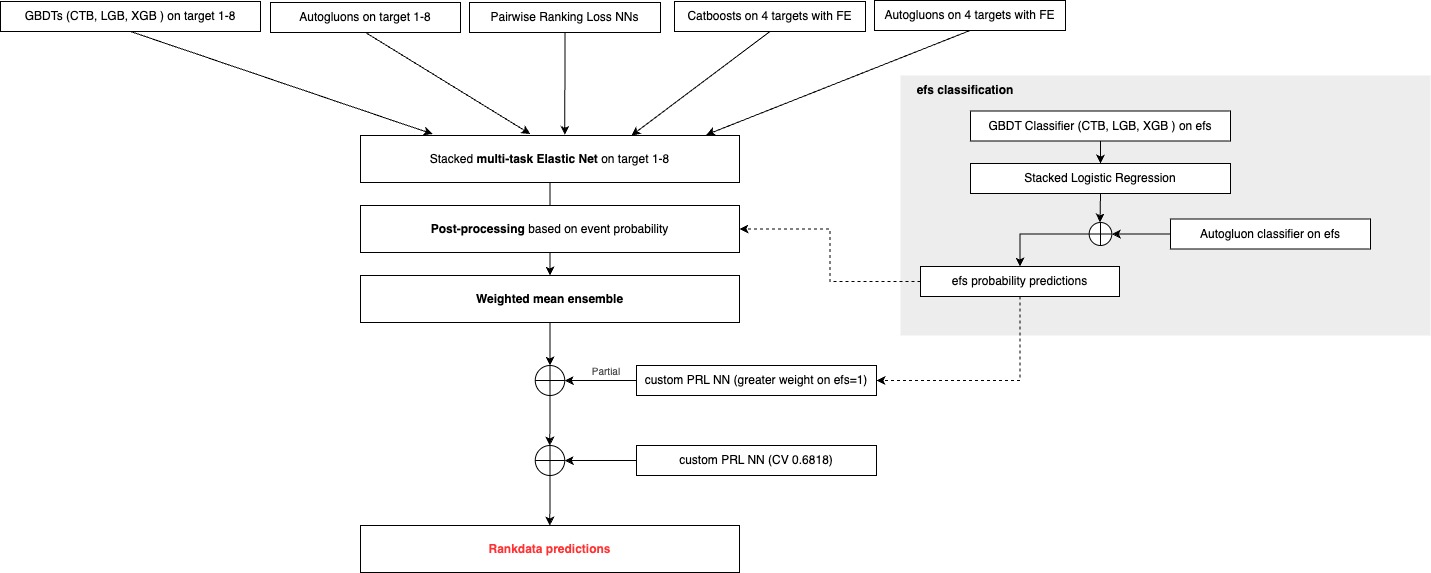 GBDTs (CTB, LGB, XGB ) on target 1-8
Autogluons on target 1-8
Pairwise Ranking Loss NNs
Catboosts on 4 targets with FE
Autogluons on 4 targets with FE
efs classification
GBDT Classifier (CTB, LGB, XGB ) on efs
Stacked multi-task Elastic Net on target 1-8
Stacked Logistic Regression
Post-processing based on event probability
Autogluon classifier on efs
efs probability predictions
Weighted mean ensemble
Partial
custom PRL NN (greater weight on efs=1)
custom PRL NN (CV 0.6818)
Rankdata predictions